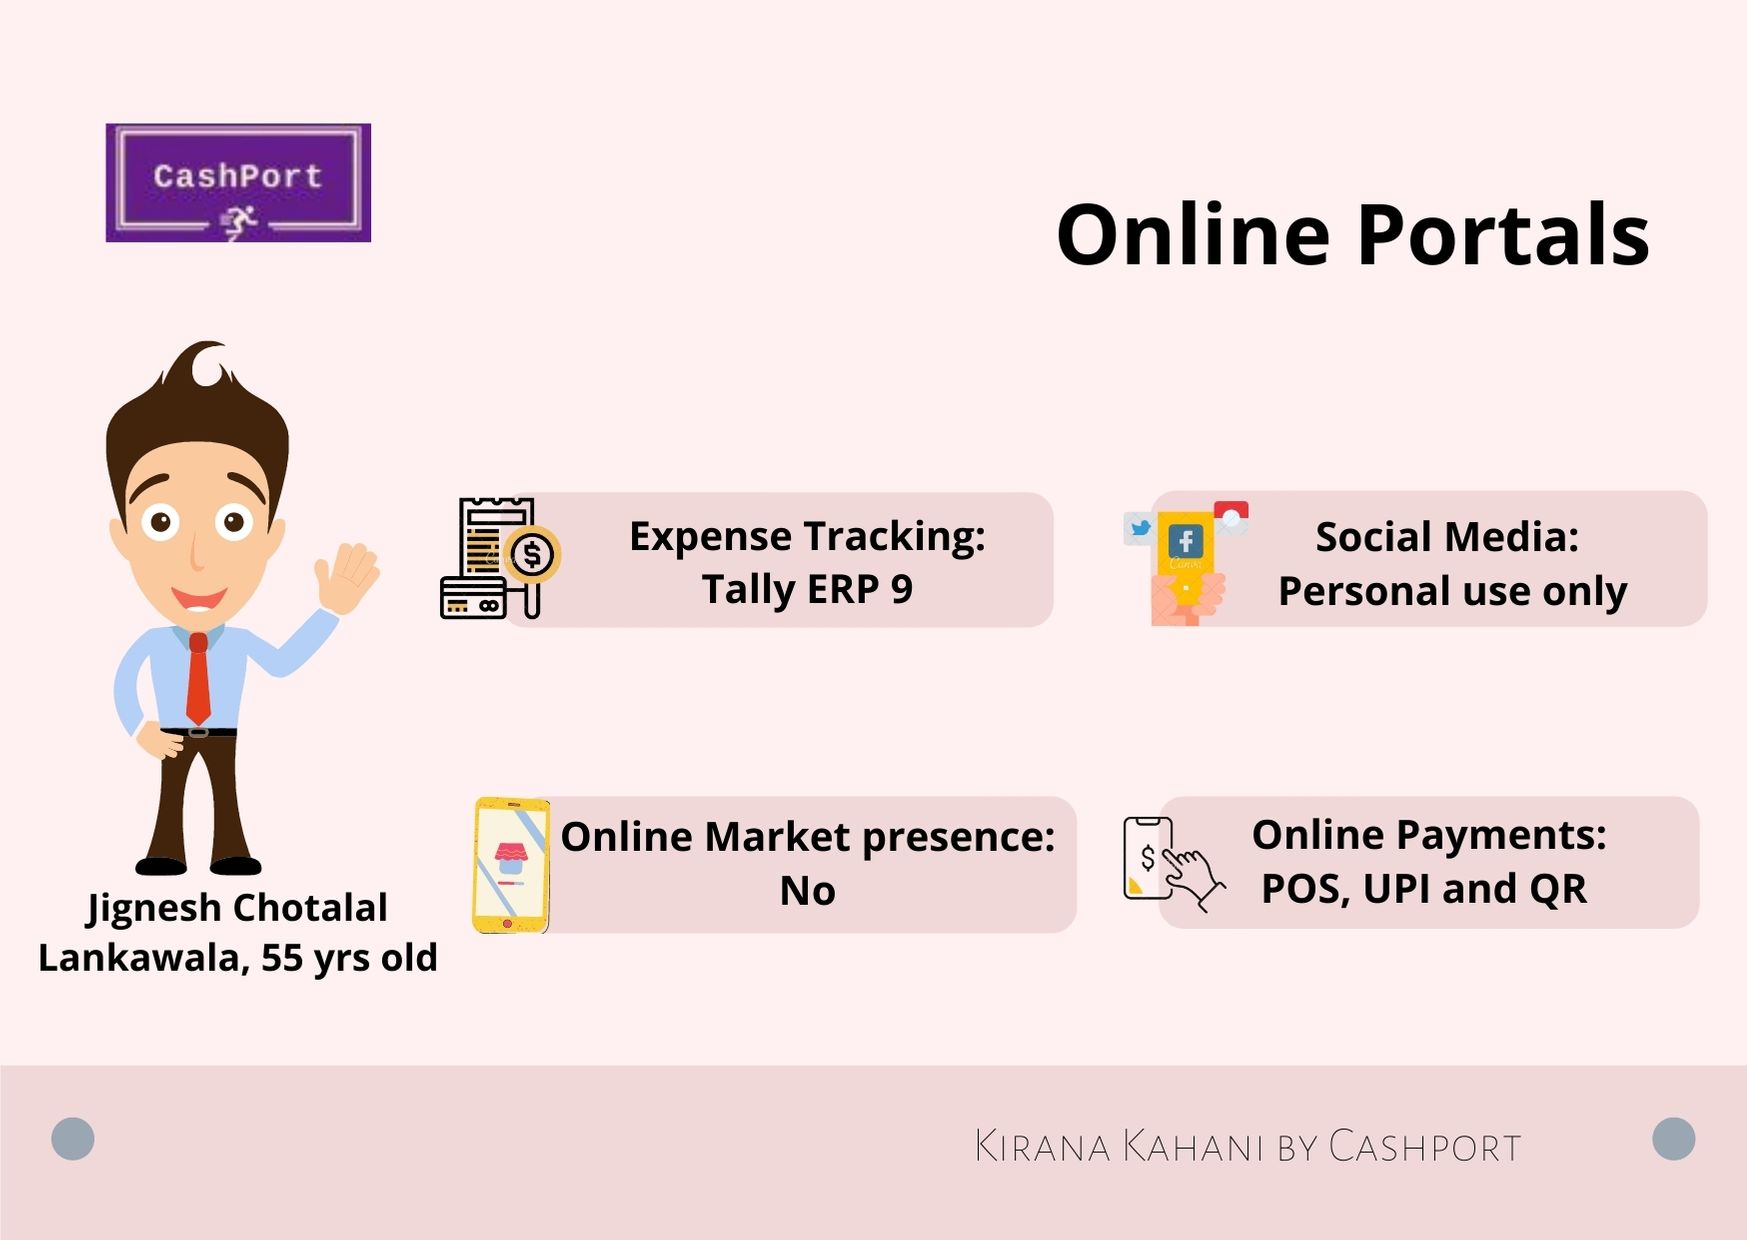 CashPort
Online Portals
Expense Tracking:
Tally ERP 9
Social Media:
Personal use only
Online Market presence:
No
Online Payments:
POS, UPI and QR
Jignesh Chotalal
Lankawala, 55 yrs old
Kirana Kahani by Cashport